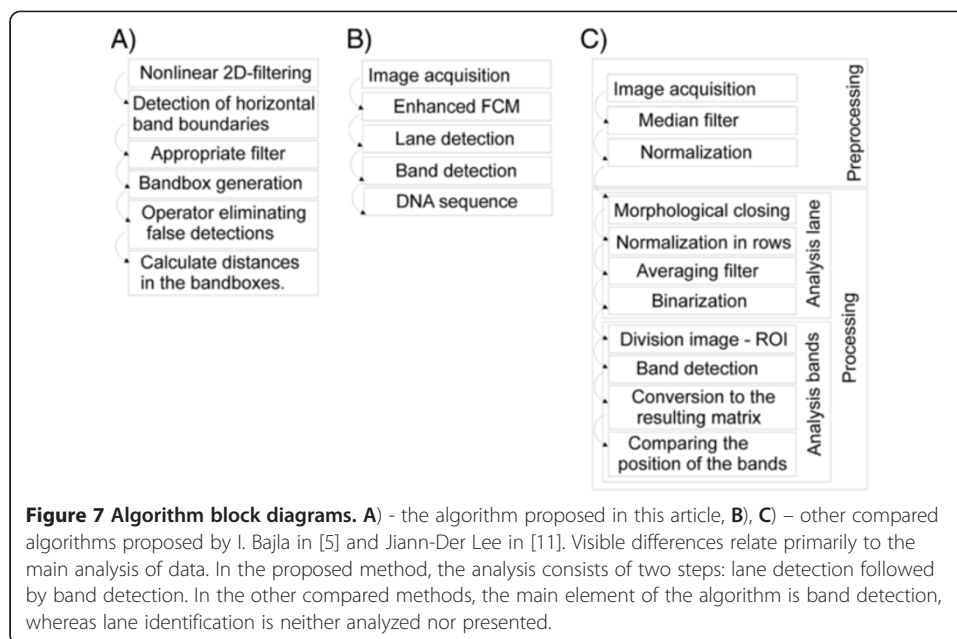 A)
Nonlinear 2D-filtering
Detection of horizontal
band boundaries
Appropriate filter
Bandbox generation
Operator eliminating
false detections
Calculate distances
in the bandboxes.
B)
Image acquisition
Enhanced FCM
Lane detection
Band detection
DNA sequence
C)
Image acquisition
Median filter
Normalization
Preprocessing
Morphological closing
Normalization in rows
Averaging filter
Binarization
Analysis lane
Division image - ROI
Band detection
Conversion to the
resulting matrix
Comparing the
position of the bands
Analysis bands
Processing
Figure 7 Algorithm block diagrams. A) - the algorithm proposed in this article, B), C) – other compared
algorithms proposed by I. Bajla in [5] and Jiann-Der Lee in [11]. Visible differences relate primarily to the
main analysis of data. In the proposed method, the analysis consists of two steps: lane detection followed
by band detection. In the other compared methods, the main element of the algorithm is band detection,
whereas lane identification is neither analyzed nor presented.